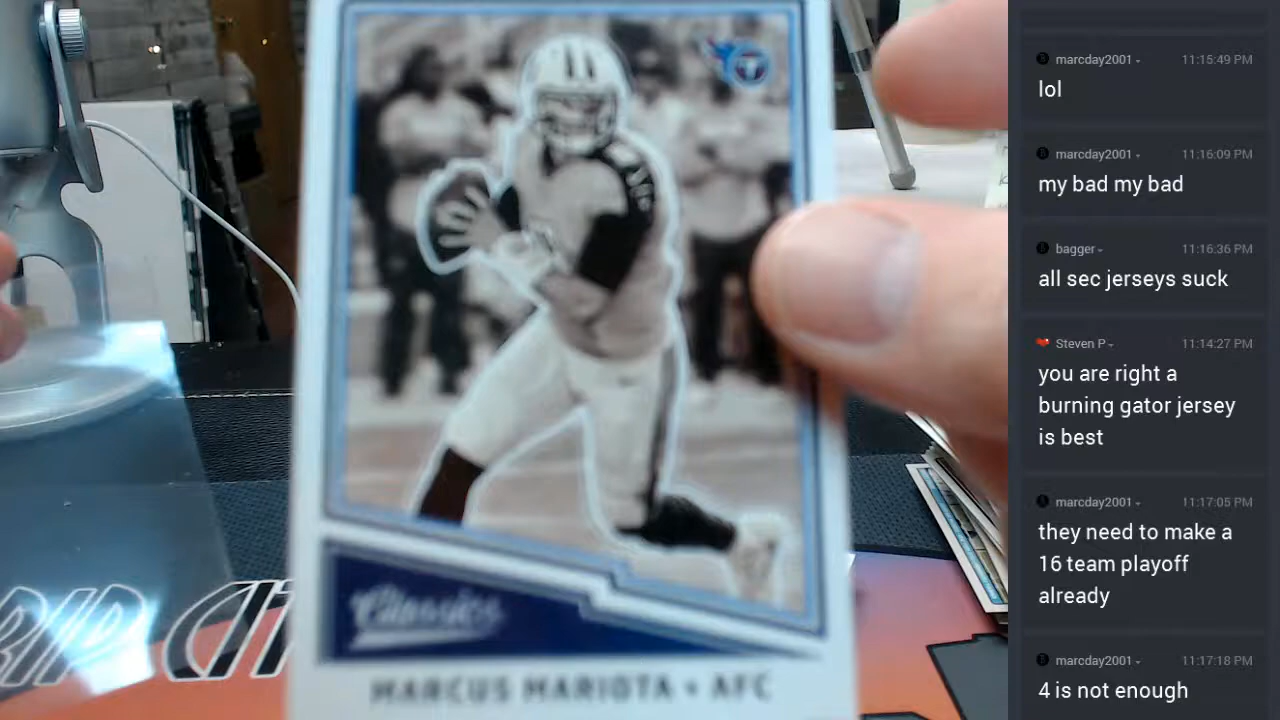 Classics
MARCUS MARIOTA • AFC
RIP CIT
marcday2001 11:15:49 PM
lol
marcday2001 11:16:09 PM
my bad my bad
bagger 11:16:36 PM
all sec jerseys suck
Steven P 11:14:27 PM
you are right a
burning gator jersey
is best
marcday2001 11:17:05 PM
they need to make a
16 team playoff
already
marcday2001 11:17:18 PM
4 is not enough